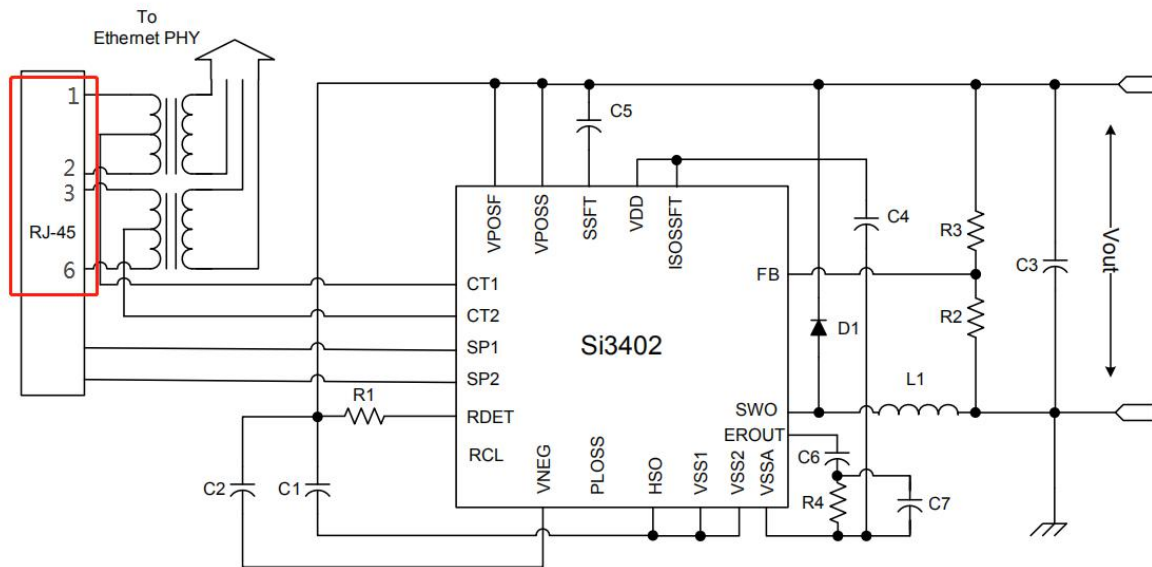 To
Ethernet PHY
1
2
3
RJ-45
6
C5
VPOSF
VPOSS
SSFT
VDD
ISOSSFT
C4
R3
Vout
CT1
FB
C3
CT2
R2
D1
SP1
Si3402
SP2
L1
R1
RDET
SWO
EROUT
RCL
VNEG
PLOSS
HSO
VSS1
VSS2
VSSA
C6
C2
C1
R4
C7